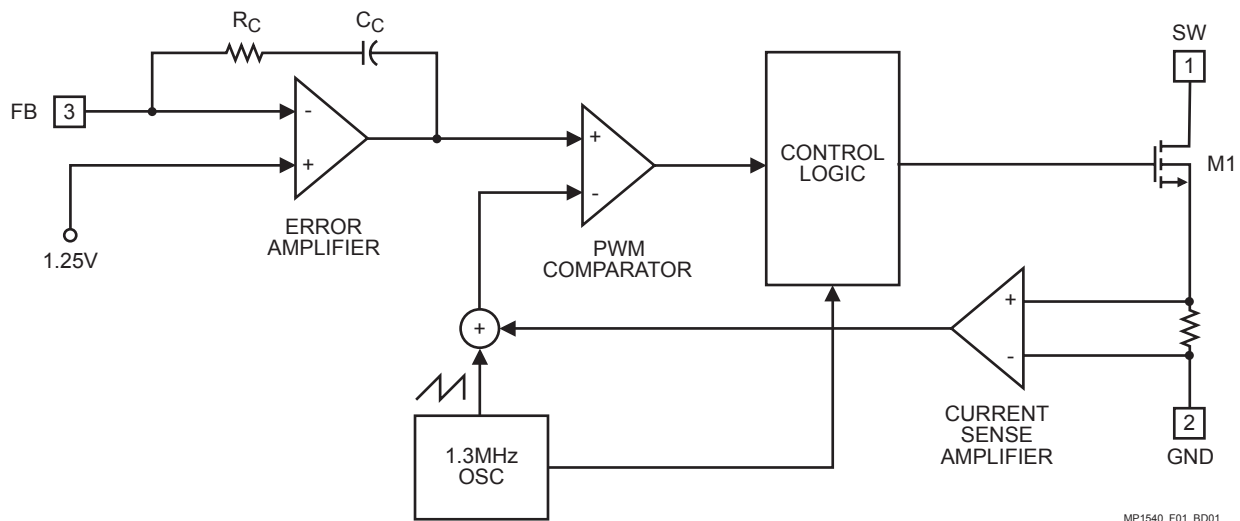 RC
CC
SW
1
FB
3
-
+
+
-
CONTROL
LOGIC
M1
ERROR
AMPLIFIER
1.25V
PWM
COMPARATOR
+
+
-
CURRENT
SENSE
AMPLIFIER
2
GND
1.3MHz
OSC
MP1540_F01_BD01